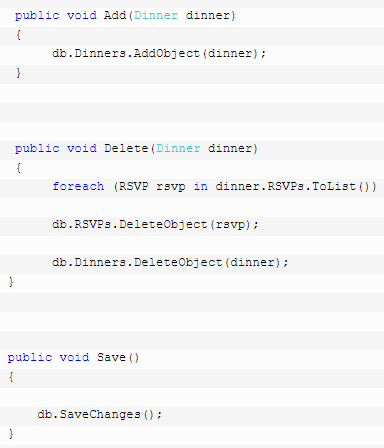 public void Add(Dinner dinner)
{
db.Dinners.AddObject(dinner);
}
public void Delete(Dinner dinner)
{
foreach (RSVP rsvp in dinner.RSVPs.ToList())
db.RSVPs.DeleteObject(rsvp);
db.Dinners.DeleteObject(dinner);
}
public void Save()
{
db.SaveChanges();
}